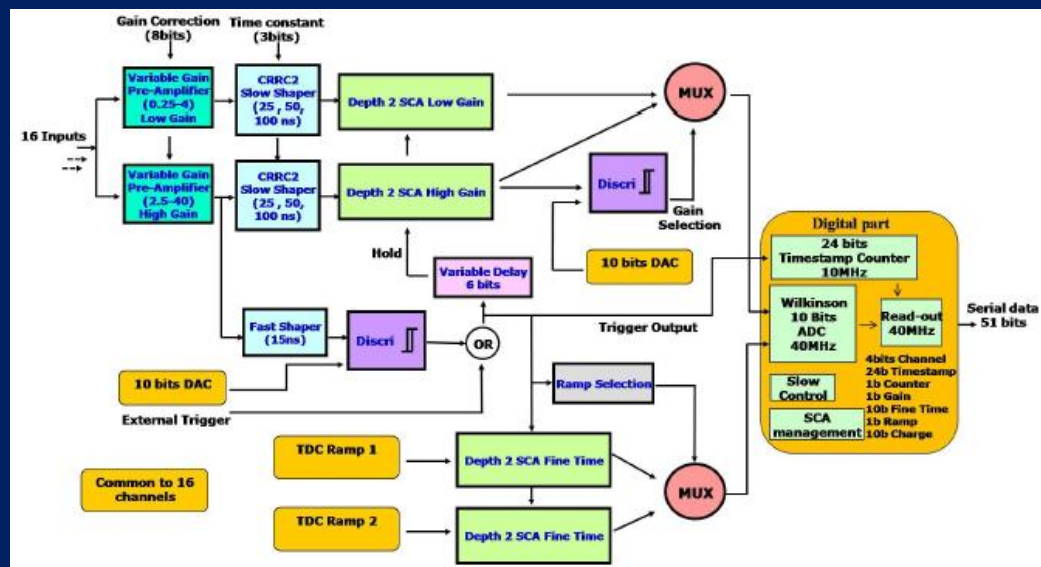 Gain Correction
(8bits)
Time constant
(3bits)
Variable Gain
Pre-Amplifier
(0.25-4)
Low Gain
CRRC2
Slow Shaper
(25 , 50,
100 ns)
Depth 2 SCA Low Gain
MUX
16 Inputs
Variable Gain
Pre-Amplifier
(2.5-40)
High Gain
CRRC2
Slow Shaper
(25 , 50,
100 ns)
Depth 2 SCA High Gain
Discri
Gain
Selection
Hold
Variable Delay
6 bits
10 bits DAC
Digital part
24 bits
Timestamp Counter
10MHz
Wilkinson
10 Bits
ADC
40MHz
Read-out
40MHz
Serial data
51 bits
4bits Channel
24b Timestamp
1b Counter
1b Gain
10b Fine Time
1b Ramp
10b Charge
Slow
Control
SCA
management
Trigger Output
Fast Shaper
(15ns)
Discri
OR
10 bits DAC
External Trigger
Ramp Selection
TDC Ramp 1
Depth 2 SCA Fine Time
MUX
Common to 16
channels
TDC Ramp 2
Depth 2 SCA Fine Time